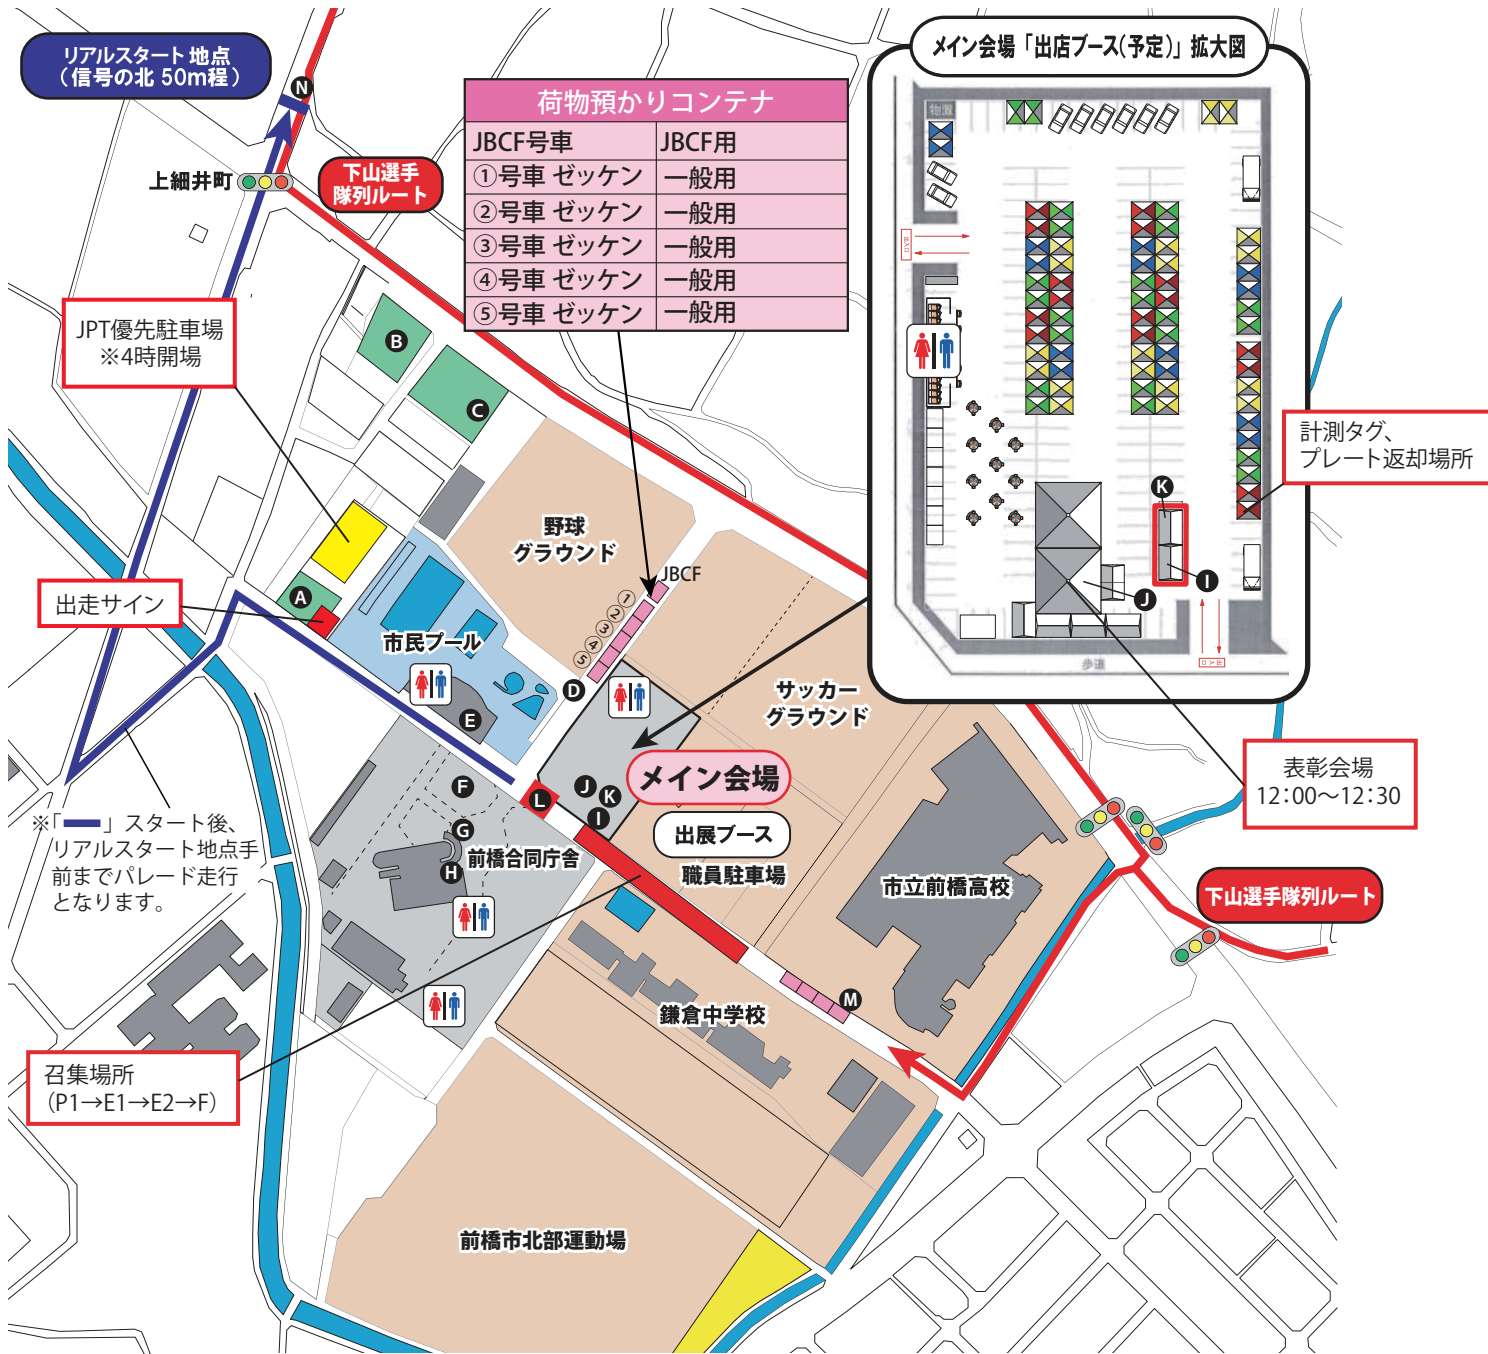 リアルスタート 地点
（信号の北 50m程）
N
上細井町
下山選手
隊列ルート
荷物預かりコンテナ
JBCF号車 JBCF用
①号車 ゼッケン 一般用
②号車 ゼッケン 一般用
③号車 ゼッケン 一般用
④号車 ゼッケン 一般用
⑤号車 ゼッケン 一般用
メイン会場「出店ブース(予定)」拡大図
物置
K
I
J
歩道
出入口
計測タグ、
プレート返却場所
JPT優先駐車場
※4時開場
B
C
野球
グラウンド
JBCF
①
②
③
④
⑤
出走サイン
A
市民プール
D
E
サッカー
グラウンド
メイン会場
J
K
I
L
F
G
H
前橋合同庁舎
出展ブース
職員駐車場
表彰会場
12:00〜12:30
市立前橋高校
下山選手隊列ルート
※「 」スタート後、
リアルスタート地点手
前までパレード走行
となります。
M
鎌倉中学校
召集場所
(P1→E1→E2→F)
前橋市北部運動場